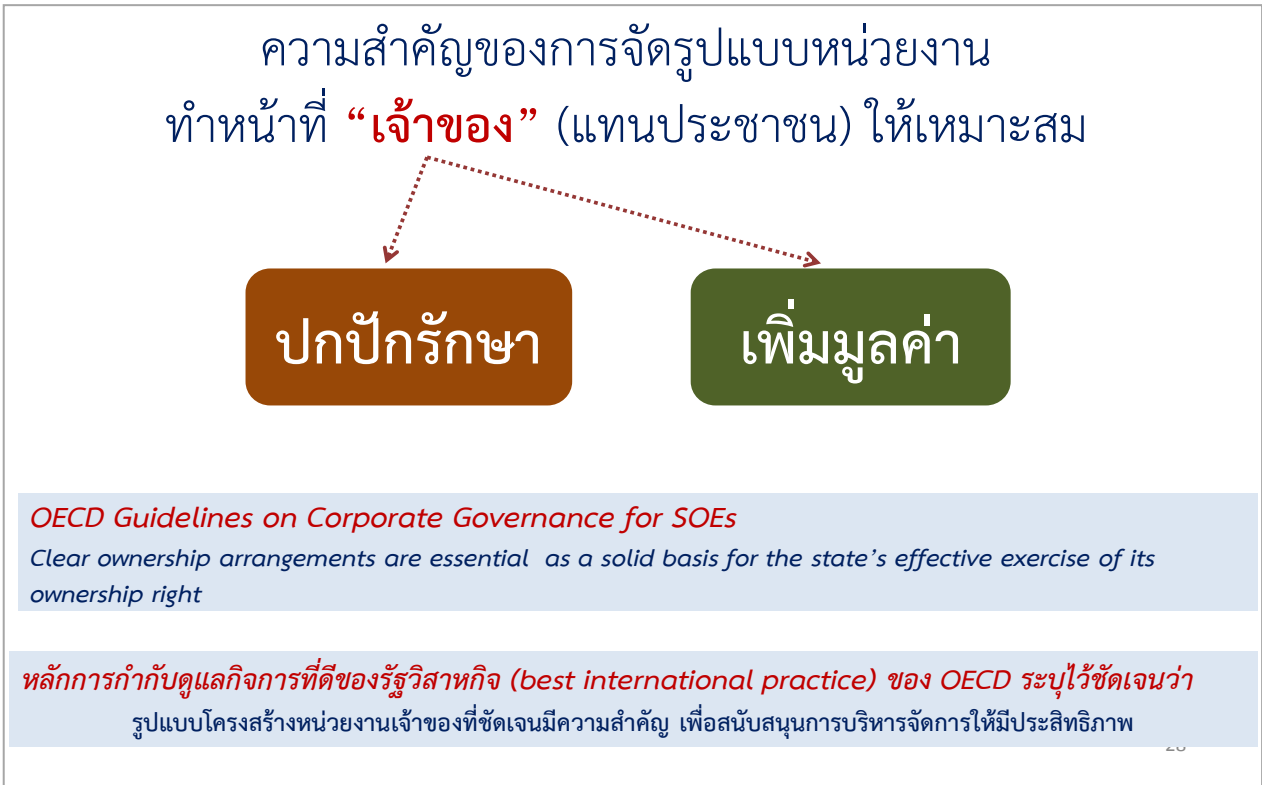 ความสำคัญของการจัดรูปแบบหน่วยงาน
ทำหน้าที่ “เจ้าของ” (แทนประชาชน) ให้เหมาะสม
ปกปักรักษา
เพิ่มมูลค่า
OECD Guidelines on Corporate Governance for SOEs
Clear ownership arrangements are essential as a solid basis for the state’s effective exercise of its
ownership right
หลักการกำกับดูแลกิจการที่ดีของรัฐวิสาหกิจ (best international practice) ของ OECD ระบุไว้ชัดเจนว่า
รูปแบบโครงสร้างหน่วยงานเจ้าของที่ชัดเจนมีความสำคัญ เพื่อสนับสนุนการบริหารจัดการให้มีประสิทธิภาพ